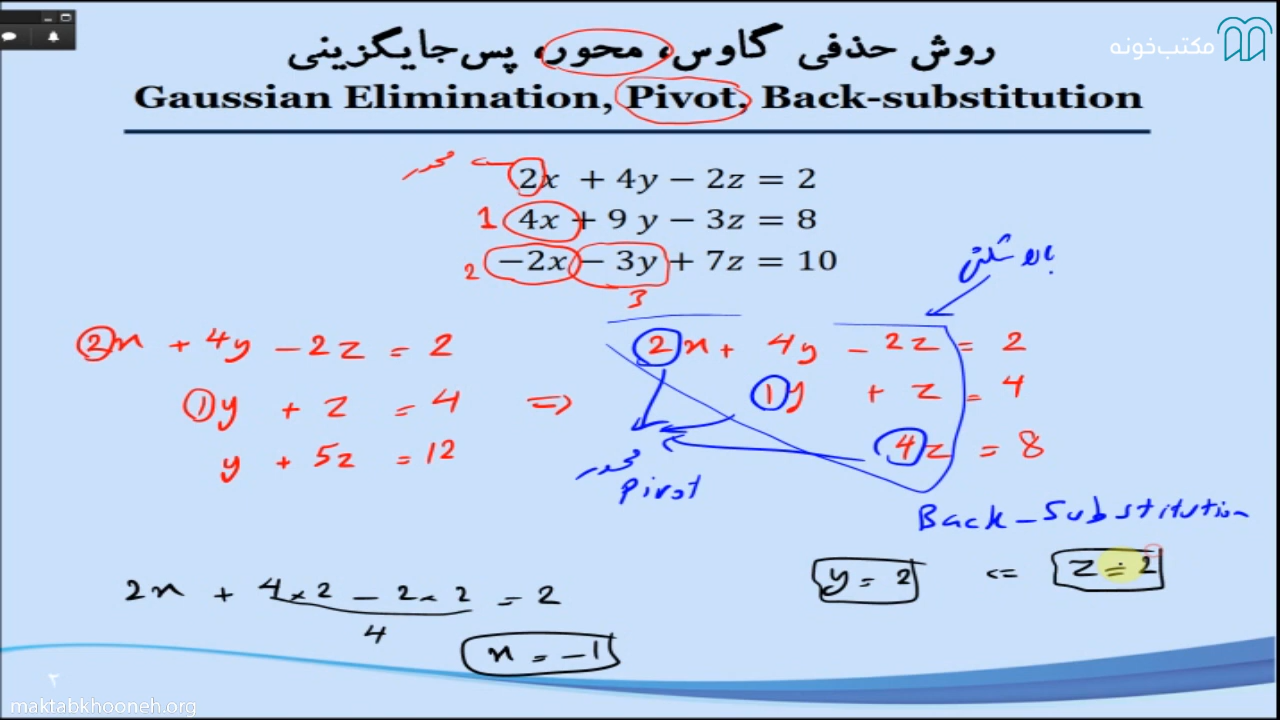 مکتب‌خونه
روش حذفی گاوس، محور، پس‌جایگزینی
Gaussian Elimination, Pivot, Back-substitution
محور
2x + 4y − 2z = 2
1 4x + 9y − 3z = 8
2 −2x − 3y + 7z = 10
3
بالا مثلثی
2x + 4y − 2z = 2
1y + z = 4
y + 5z = 12
⇒
2x + 4y − 2z = 2
1y + z = 4
4z = 8
محور
pivot
Back-Substitution
z = 2
⇐ y = 2
2x + 4×2 − 2×2 = 2
4
x = −1
۲
maktabkhooneh.org